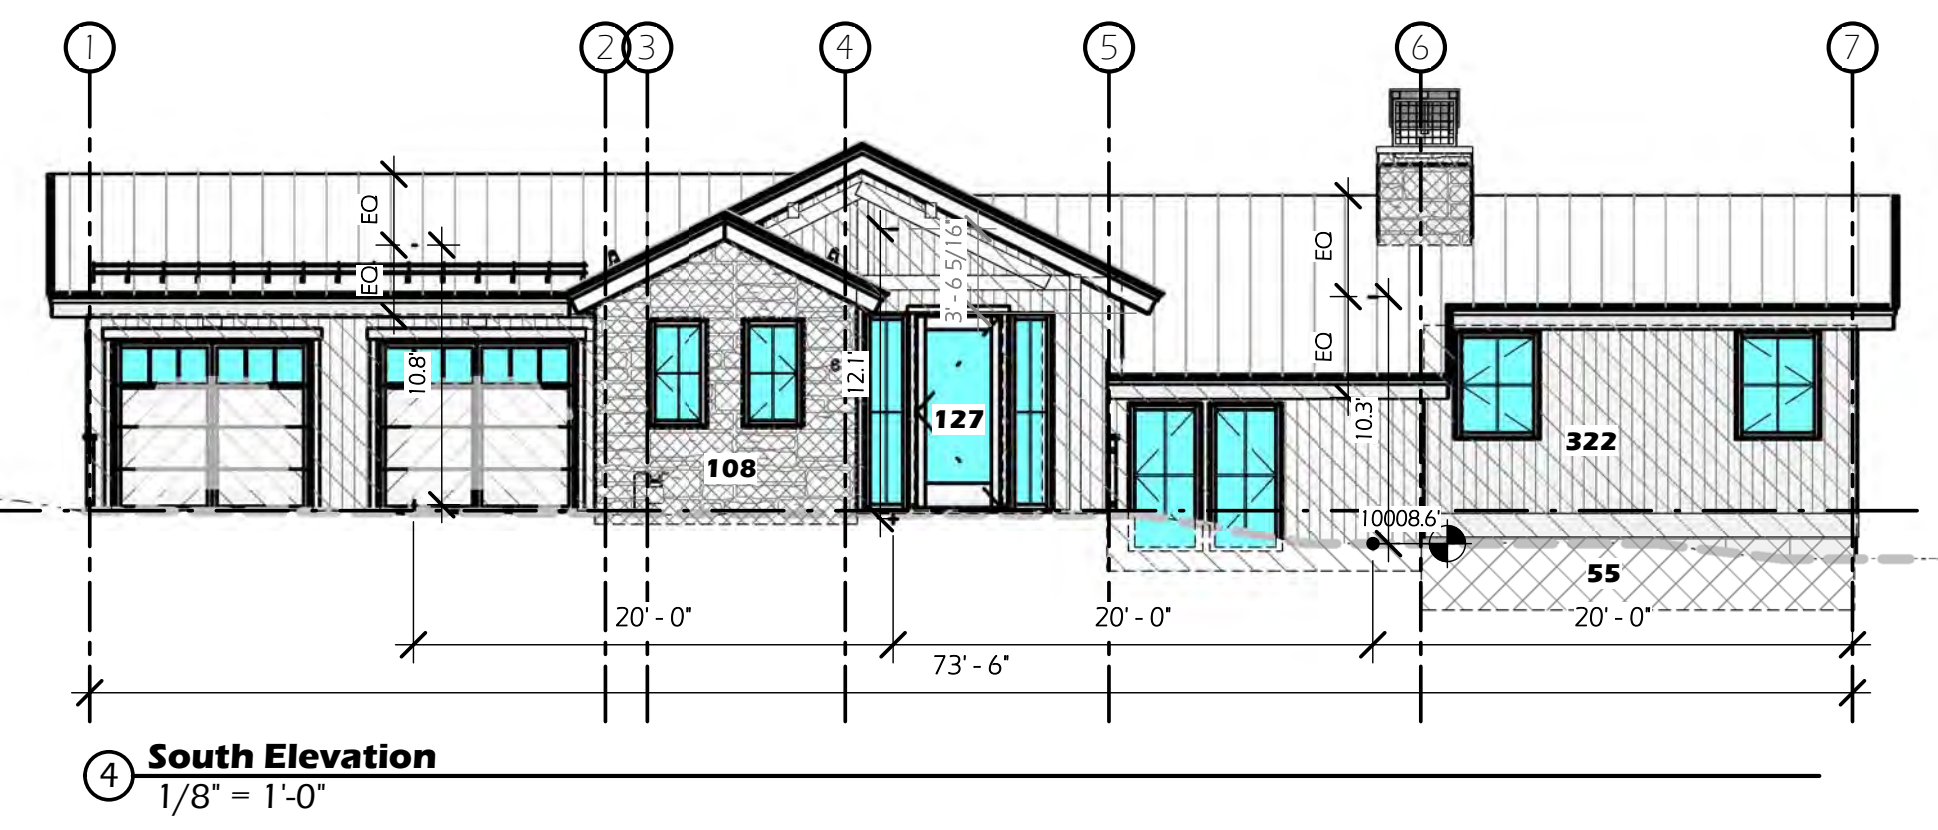 1 2 3 4 5 6 7
EQ
EQ
EQ
EQ
3' - 6 5/16"
10.8'
12.1'
10.3'
127
108
322
10008.6'
55
20' - 0" 20' - 0" 20' - 0"
73' - 6"
4 South Elevation
1/8" = 1'-0"